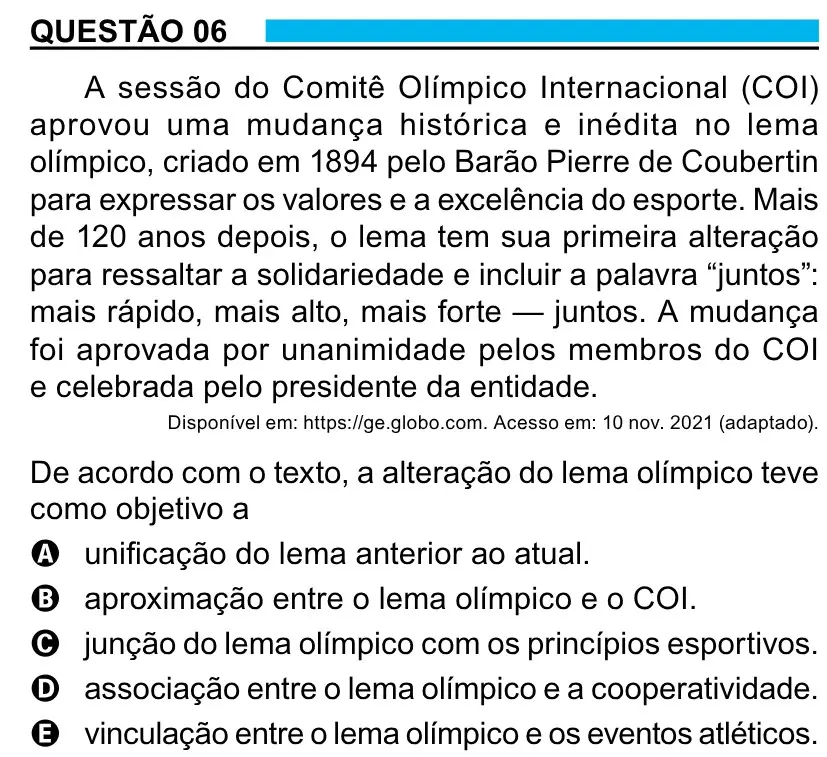 QUESTÃO 06
A sessão do Comitê Olímpico Internacional (COI)
aprovou uma mudança histórica e inédita no lema
olímpico, criado em 1894 pelo Barão Pierre de Coubertin
para expressar os valores e a excelência do esporte. Mais
de 120 anos depois, o lema tem sua primeira alteração
para ressaltar a solidariedade e incluir a palavra “juntos”:
mais rápido, mais alto, mais forte — juntos. A mudança
foi aprovada por unanimidade pelos membros do COI
e celebrada pelo presidente da entidade.
Disponível em: https://ge.globo.com. Acesso em: 10 nov. 2021 (adaptado).
De acordo com o texto, a alteração do lema olímpico teve
como objetivo a
A unificação do lema anterior ao atual.
B aproximação entre o lema olímpico e o COI.
C junção do lema olímpico com os princípios esportivos.
D associação entre o lema olímpico e a cooperatividade.
E vinculação entre o lema olímpico e os eventos atléticos.